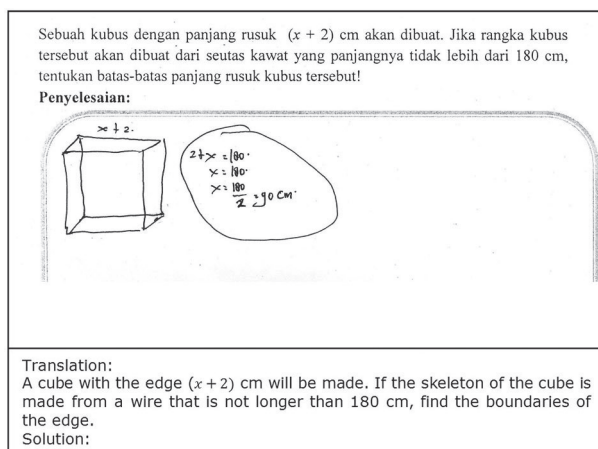 Sebuah kubus dengan panjang rusuk (x + 2) cm akan dibuat. Jika rangka kubus
tersebut akan dibuat dari seutas kawat yang panjangnya tidak lebih dari 180 cm,
tentukan batas-batas panjang rusuk kubus tersebut!
Penyelesaian:
x + 2.
2+x = 180.
x = 180.
x = 180/2 = 90 cm.
Translation:
A cube with the edge (x + 2) cm will be made. If the skeleton of the cube is
made from a wire that is not longer than 180 cm, find the boundaries of
the edge.
Solution: